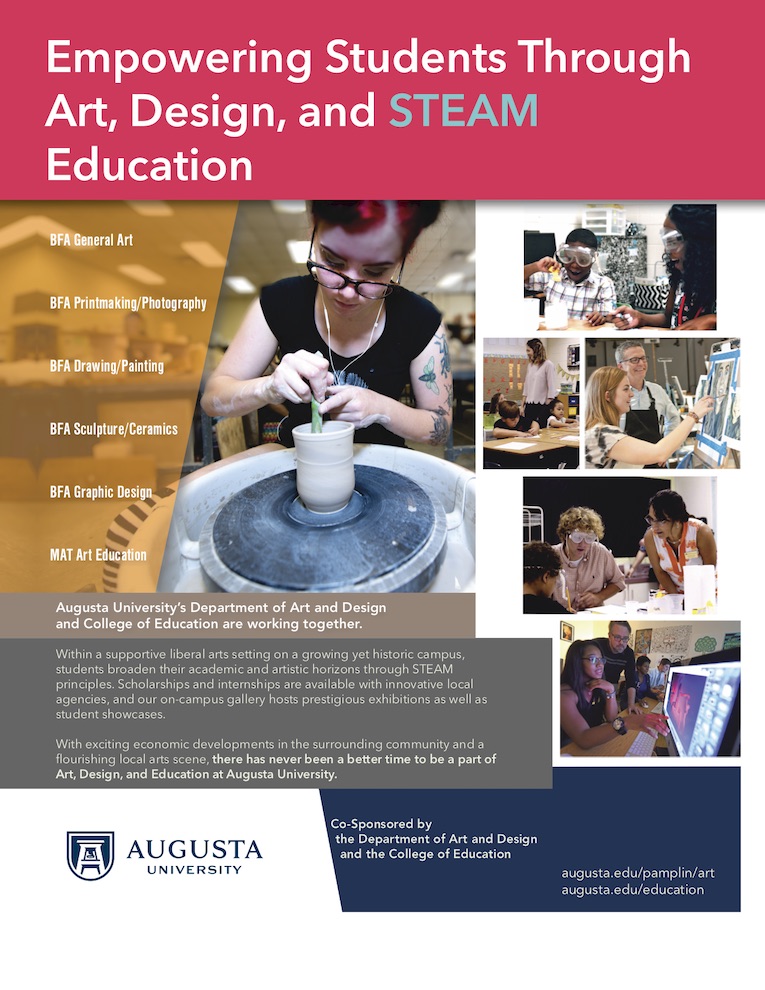 Empowering Students Through
Art, Design, and STEAM
Education
BFA General Art
BFA Printmaking/Photography
BFA Drawing/Painting
BFA Sculpture/Ceramics
BFA Graphic Design
MAT Art Education
Augusta University's Department of Art and Design
and College of Education are working together.
Within a supportive liberal arts setting on a growing yet historic campus,
students broaden their academic and artistic horizons through STEAM
principles. Scholarships and internships are available with innovative local
agencies, and our on-campus gallery hosts prestigious exhibitions as well as
student showcases.
With exciting economic developments in the surrounding community and a
flourishing local arts scene, there has never been a better time to be a part of
Art, Design, and Education at Augusta University.
AUGUSTA
UNIVERSITY
Co-Sponsored by
the Department of Art and Design
and the College of Education
augusta.edu/pamplin/art
augusta.edu/education